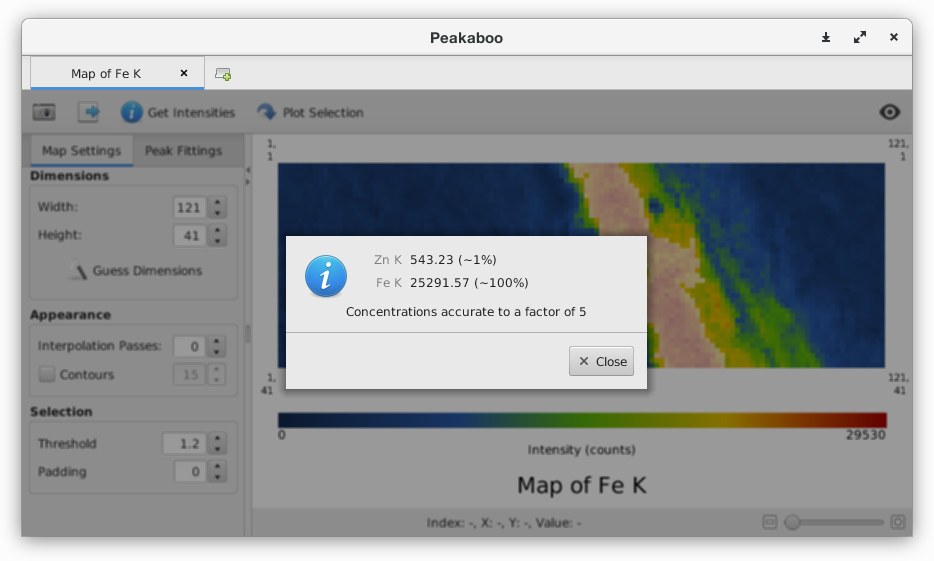 Peakaboo
Map of Fe K
Get Intensities
Plot Selection
Map Settings
Peak Fittings
Dimensions
Width: 121
Height: 41
Guess Dimensions
Appearance
Interpolation Passes: 0
Contours 15
Selection
Threshold 1.2
Padding 0
1,
1
121,
1
Zn K 543.23 (~1%)
Fe K 25291.57 (~100%)
Concentrations accurate to a factor of 5
Close
1,
41
121,
41
0
29530
Intensity (counts)
Map of Fe K
Index: -, X: -, Y: -, Value: -